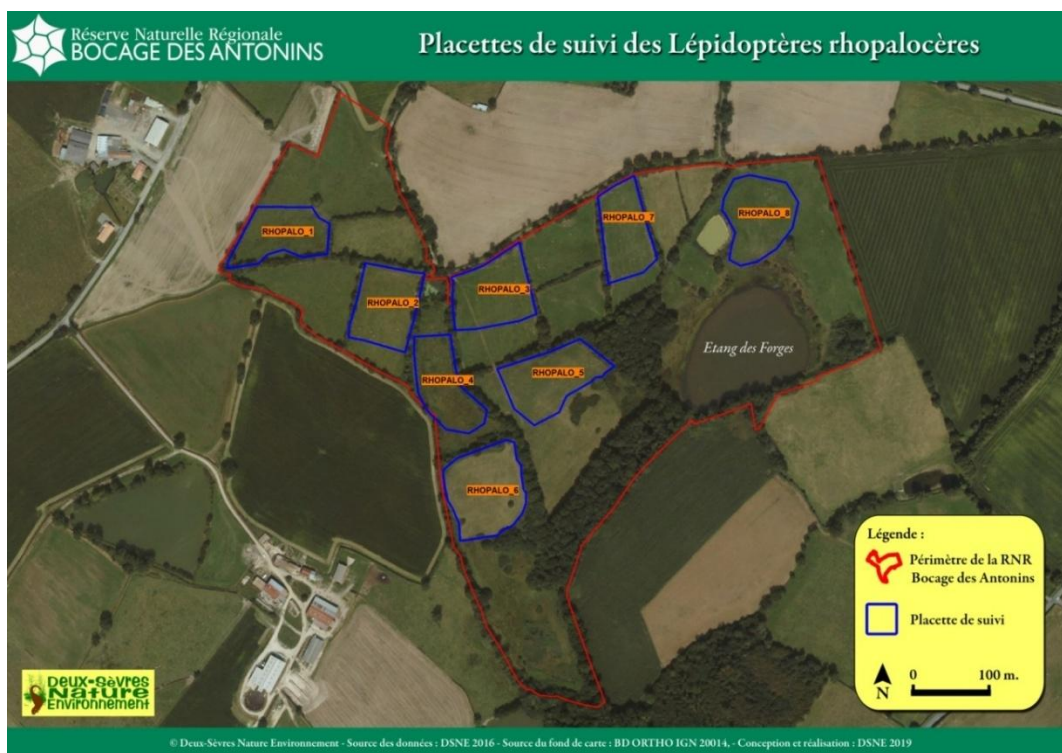 Réserve Naturelle Régionale
BOCAGE DES ANTONINS
Placettes de suivi des Lépidoptères rhopalocères
RHOPALO_1
RHOPALO_2
RHOPALO_3
RHOPALO_4
RHOPALO_5
RHOPALO_6
RHOPALO_7
RHOPALO_8
Etang des Forges
Légende :
Périmètre de la RNR
Bocage des Antonins
Placette de suivi
N
0 100 m.
DEUX-SÈVRES
Nature
Environnement
© Deux-Sèvres Nature Environnement - Source des données : DSNE 2016 - Source du fond de carte : BD ORTHO IGN 20014, - Conception et réalisation : DSNE 2019